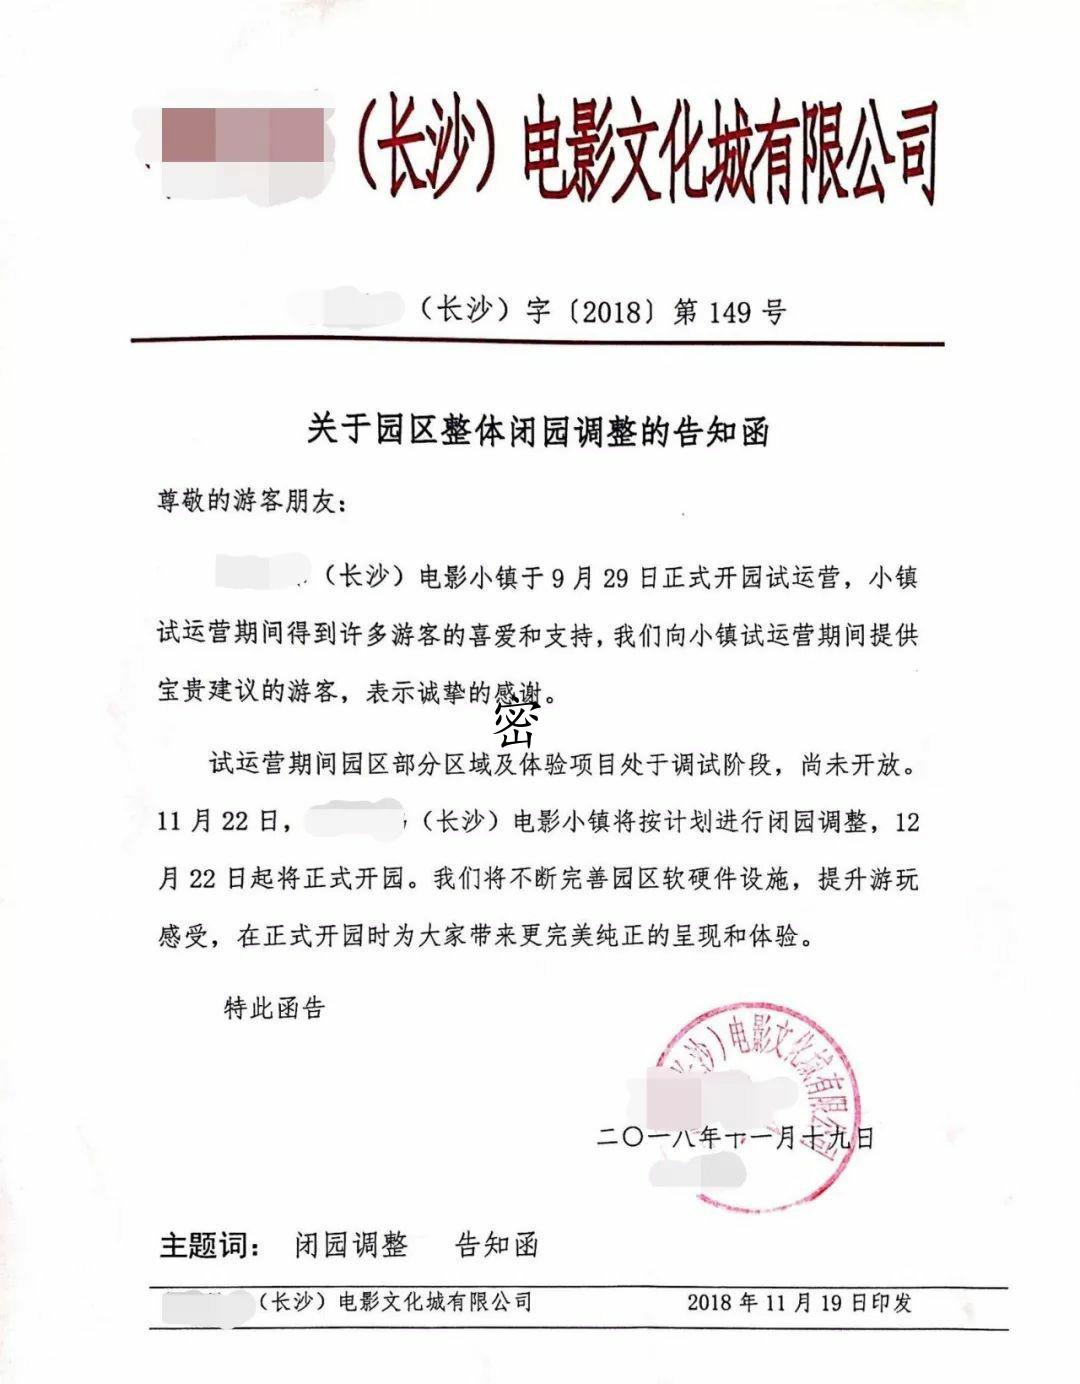 （长沙）电影文化城有限公司
（长沙）字〔2018〕第 149 号
关于园区整体闭园调整的告知函
尊敬的游客朋友：
（长沙）电影小镇于 9 月 29 日正式开园试运营，小镇
试运营期间得到许多游客的喜爱和支持，我们向小镇试运营期间提供
宝贵建议的游客，表示诚挚的感谢。
密
试运营期间园区部分区域及体验项目处于调试阶段，尚未开放。
11 月 22 日，（长沙）电影小镇将按计划进行闭园调整，12
月 22 日起将正式开园。我们将不断完善园区软硬件设施，提升游玩
感受，在正式开园时为大家带来更完美纯正的呈现和体验。
特此函告
长沙）电影文化城有限公司
二〇一八年十一月十九日
主题词： 闭园调整 告知函
（长沙）电影文化城有限公司 2018 年 11 月 19 日印发